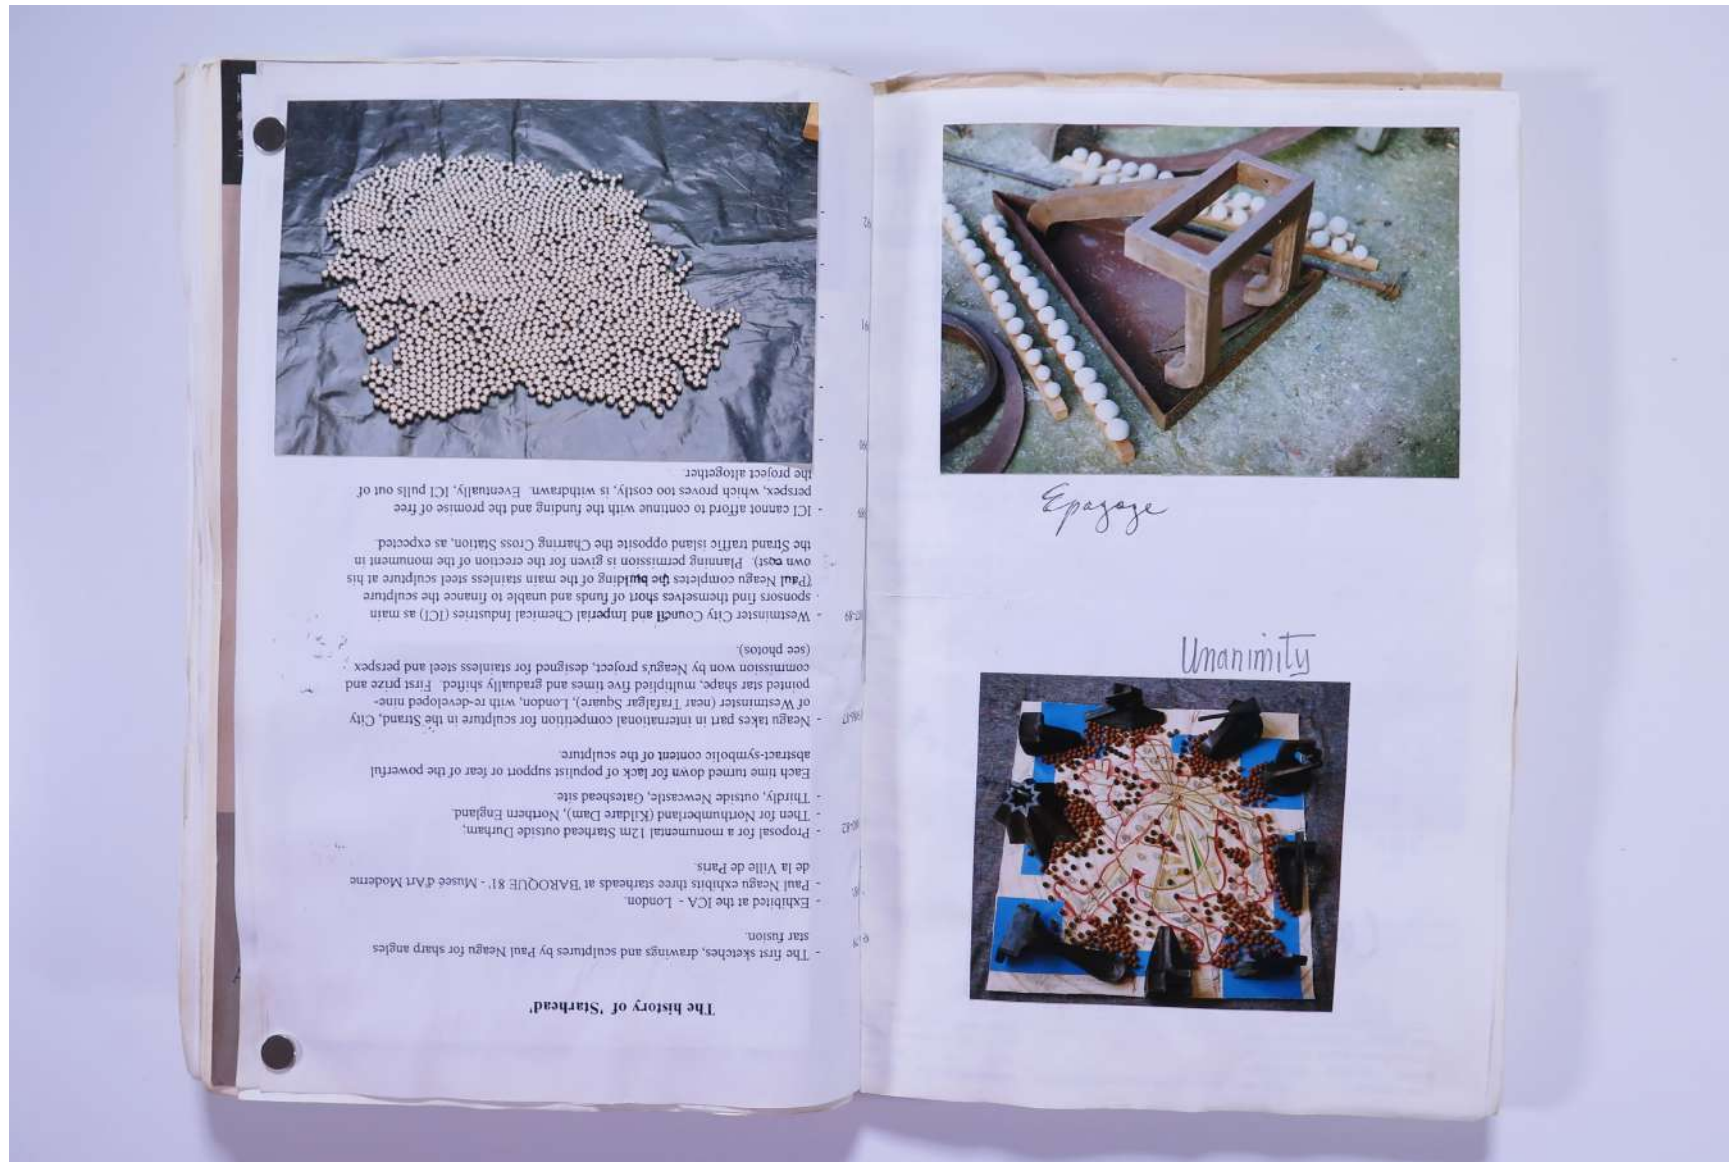 The history of 'Starhead'
- The first sketches, drawings and sculptures by Paul Neagu for sharp angles
star fusion.
- Exhibited at the ICA - London.
- Paul Neagu exhibits three starheads at 'BAROQUE 81' - Museé d'Art Moderne
de la Ville de Paris.
- Proposal for a monumental 12m Starhead outside Durham;
- Then for Northumberland (Kildare Dam), Northern England.
- Thirdly, outside Newcastle, Gateshead site.
Each time turned down for lack of populist support or fear of the powerful
abstract-symbolic content of the sculpture.
- Neagu takes part in international competition for sculpture in the Strand, City
of Westminster (near Trafalgar Square), London, with re-developed nine-
pointed star shape, multiplied five times and gradually shifted. First prize and
commission won by Neagu's project, designed for stainless steel and perspex
(see photos).
- Westminster City Council and Imperial Chemical Industries (ICI) as main
sponsors find themselves short of funds and unable to finance the sculpture
(Paul Neagu completes the building of the main stainless steel sculpture at his
own cost). Planning permission is given for the erection of the monument in
the Strand traffic island opposite the Charring Cross Station, as expected.
- ICI cannot afford to continue with the funding and the promise of free
perspex, which proves too costly, is withdrawn. Eventually, ICI pulls out of
the project altogether.
90
91
92
Epagoge
Unanimity